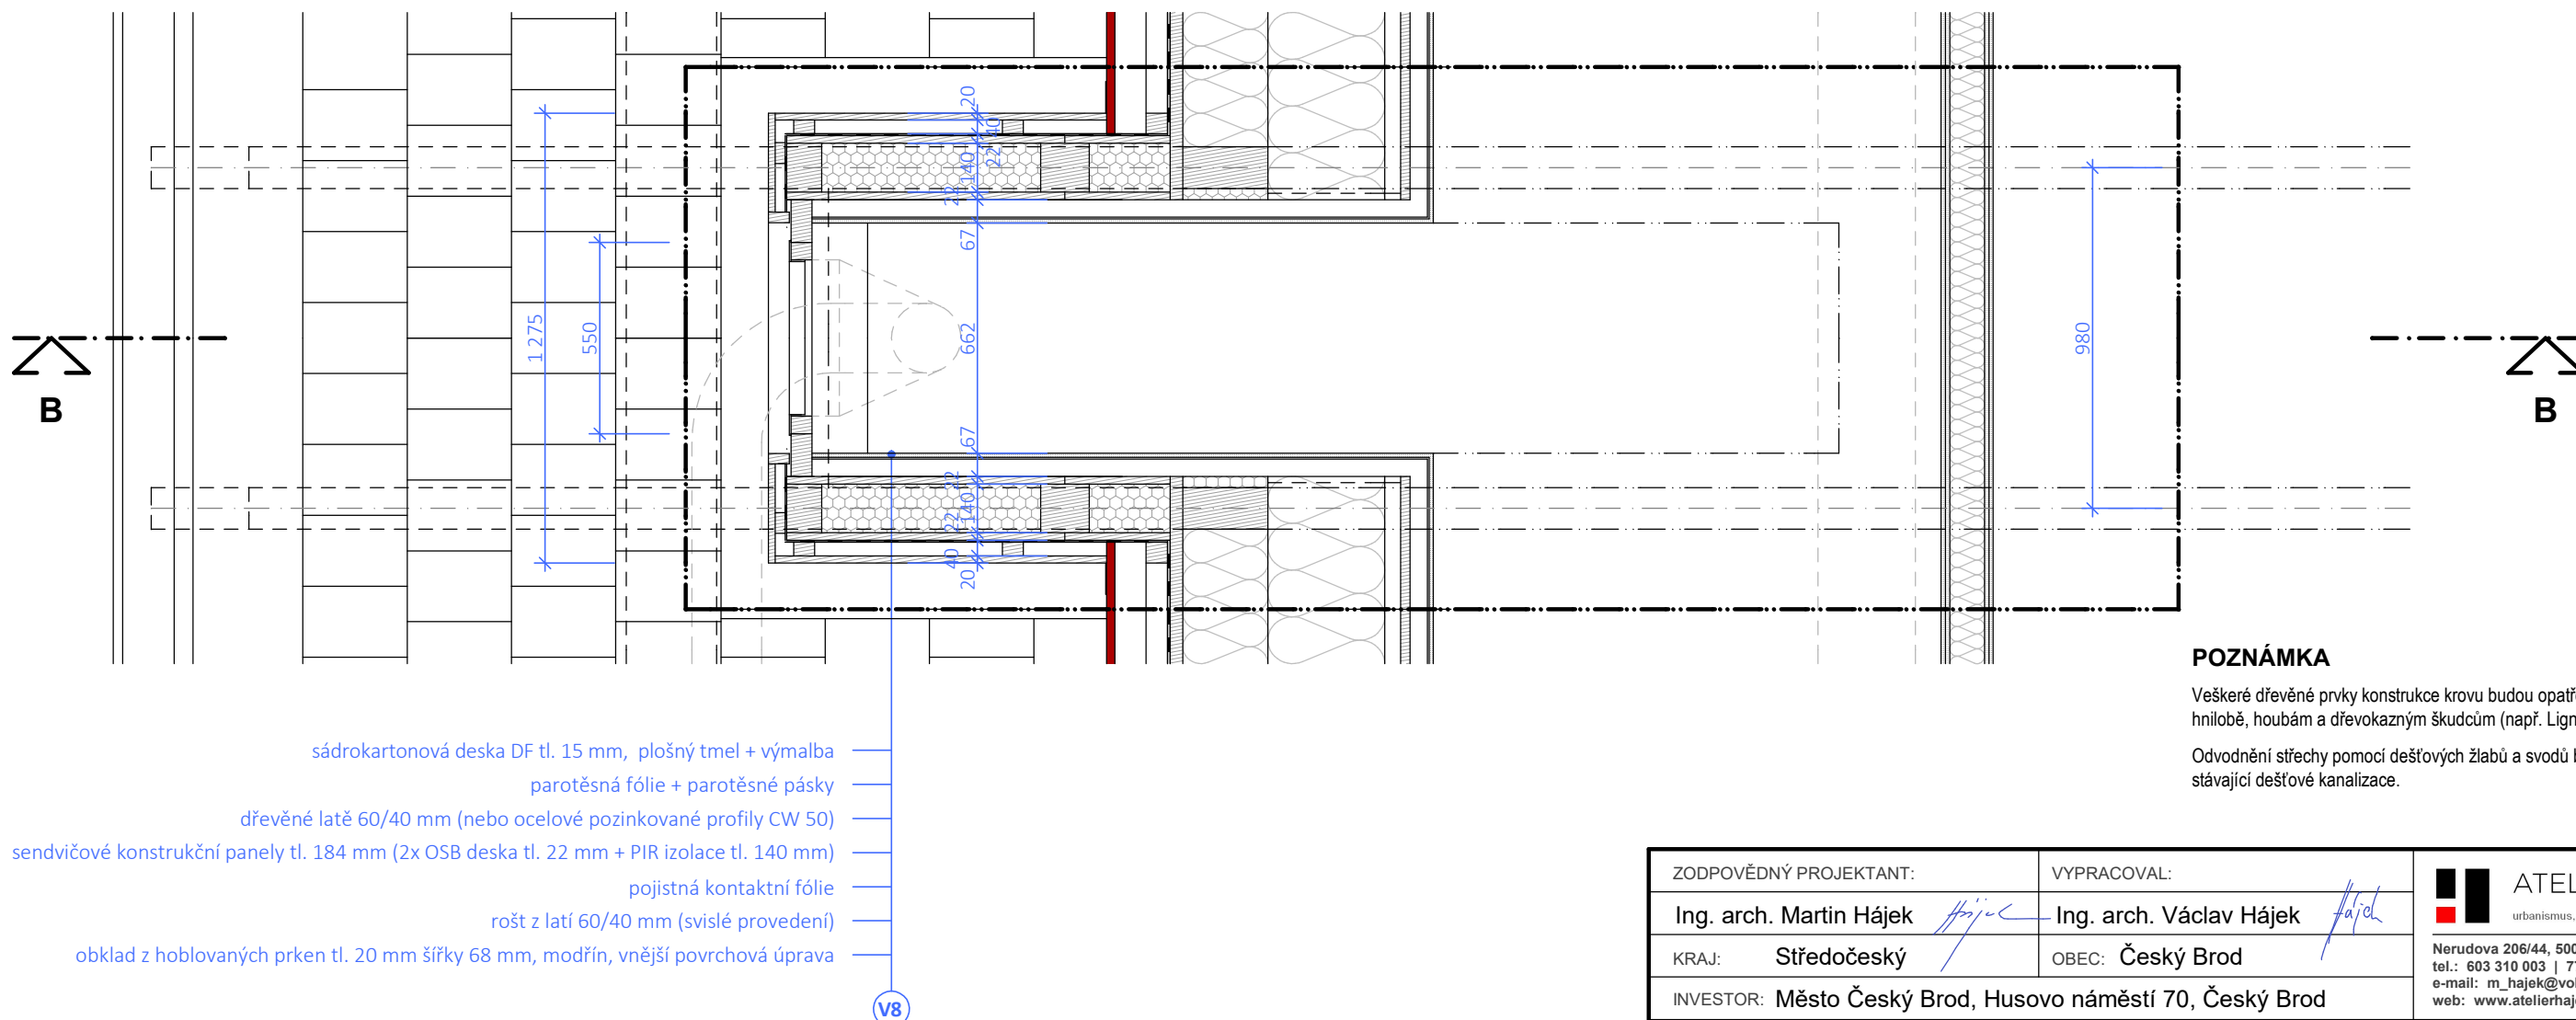 20
40
22
140
22
67
1 275
550
662
980
B
B
67
22
140
22
40
20
POZNÁMKA
Veškeré dřevěné prvky konstrukce krovu budou
hnilobě, houbám a dřevokazným škudcům (např.
Odvodnění střechy pomocí dešťových žlabů a svodů
stávající dešťové kanalizace.
sádrokartonová deska DF tl. 15 mm, plošný tmel + výmalba
parotěsná fólie + parotěsné pásky
dřevěné latě 60/40 mm (nebo ocelové pozinkované profily CW 50)
sendvičové konstrukční panely tl. 184 mm (2x OSB deska tl. 22 mm + PIR izolace tl. 140 mm)
pojistná kontaktní fólie
rošt z latí 60/40 mm (svislé provedení)
obklad z hoblovaných prken tl. 20 mm šířky 68 mm, modřín, vnější povrchová úprava
V8
ZODPOVĚDNÝ PROJEKTANT:
VYPRACOVAL:
Ing. arch. Martin Hájek
Ing. arch. Václav Hájek
KRAJ: Středočeský
OBEC: Český Brod
INVESTOR: Město Český Brod, Husovo náměstí 70, Český Brod
ATEL
urbanismus,
Nerudova 206/44, 500
tel.: 603 310 003 | 7
e-mail: m_hajek@vol
web: www.atelierhaj